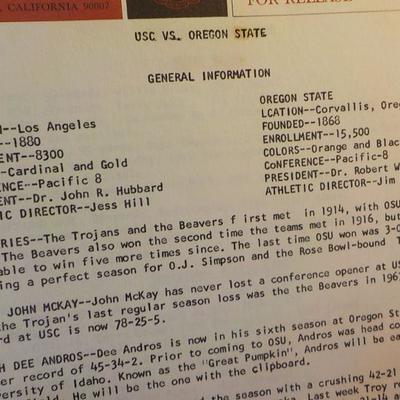 CALIFORNIA 90007
FOR RELEASE
USC VS. OREGON STATE
GENERAL INFORMATION
OREGON STATE
--Los Angeles
LCATION--Corvallis, Ore
--1880
FOUNDED--1868
ENT--8300
ENROLLMENT--15,500
--Cardinal and Gold
COLORS--Orange and Blac
ENCE--Pacific 8
ConFERENCE--Pacific-8
ENT--Dr. John R. Hubbard
PRESIDENT--Dr. Robert W
IC DIRECTOR--Jess Hill
ATHLETIC DIRECTOR--Jim
RIES--The Trojans and the Beavers f irst met in 1914, with OSU
The Beavers also won the second time the teams met in 1916, but
able to win five more times since. The last time OSU won was 3-0
ing a perfect season for O.J. Simpson and the Rose Bowl-bound T
JOHN MCKAY--John McKay has never lost a conference opener at US
the Trojan's last regular season loss was the the Beavers in 196
rd at USC is now 78-25-5.
H DEE ANDROS--Dee Andros is now in his sixth season at Oregon St
er record of 45-34-2. Prior to coming to OSU, Andros was head co
versity of Idaho. Known as the "Great Pumpkin", Andros will be ea
He will be the one with the clipboard.
the season with a crushing 42-21
Last week Troy r